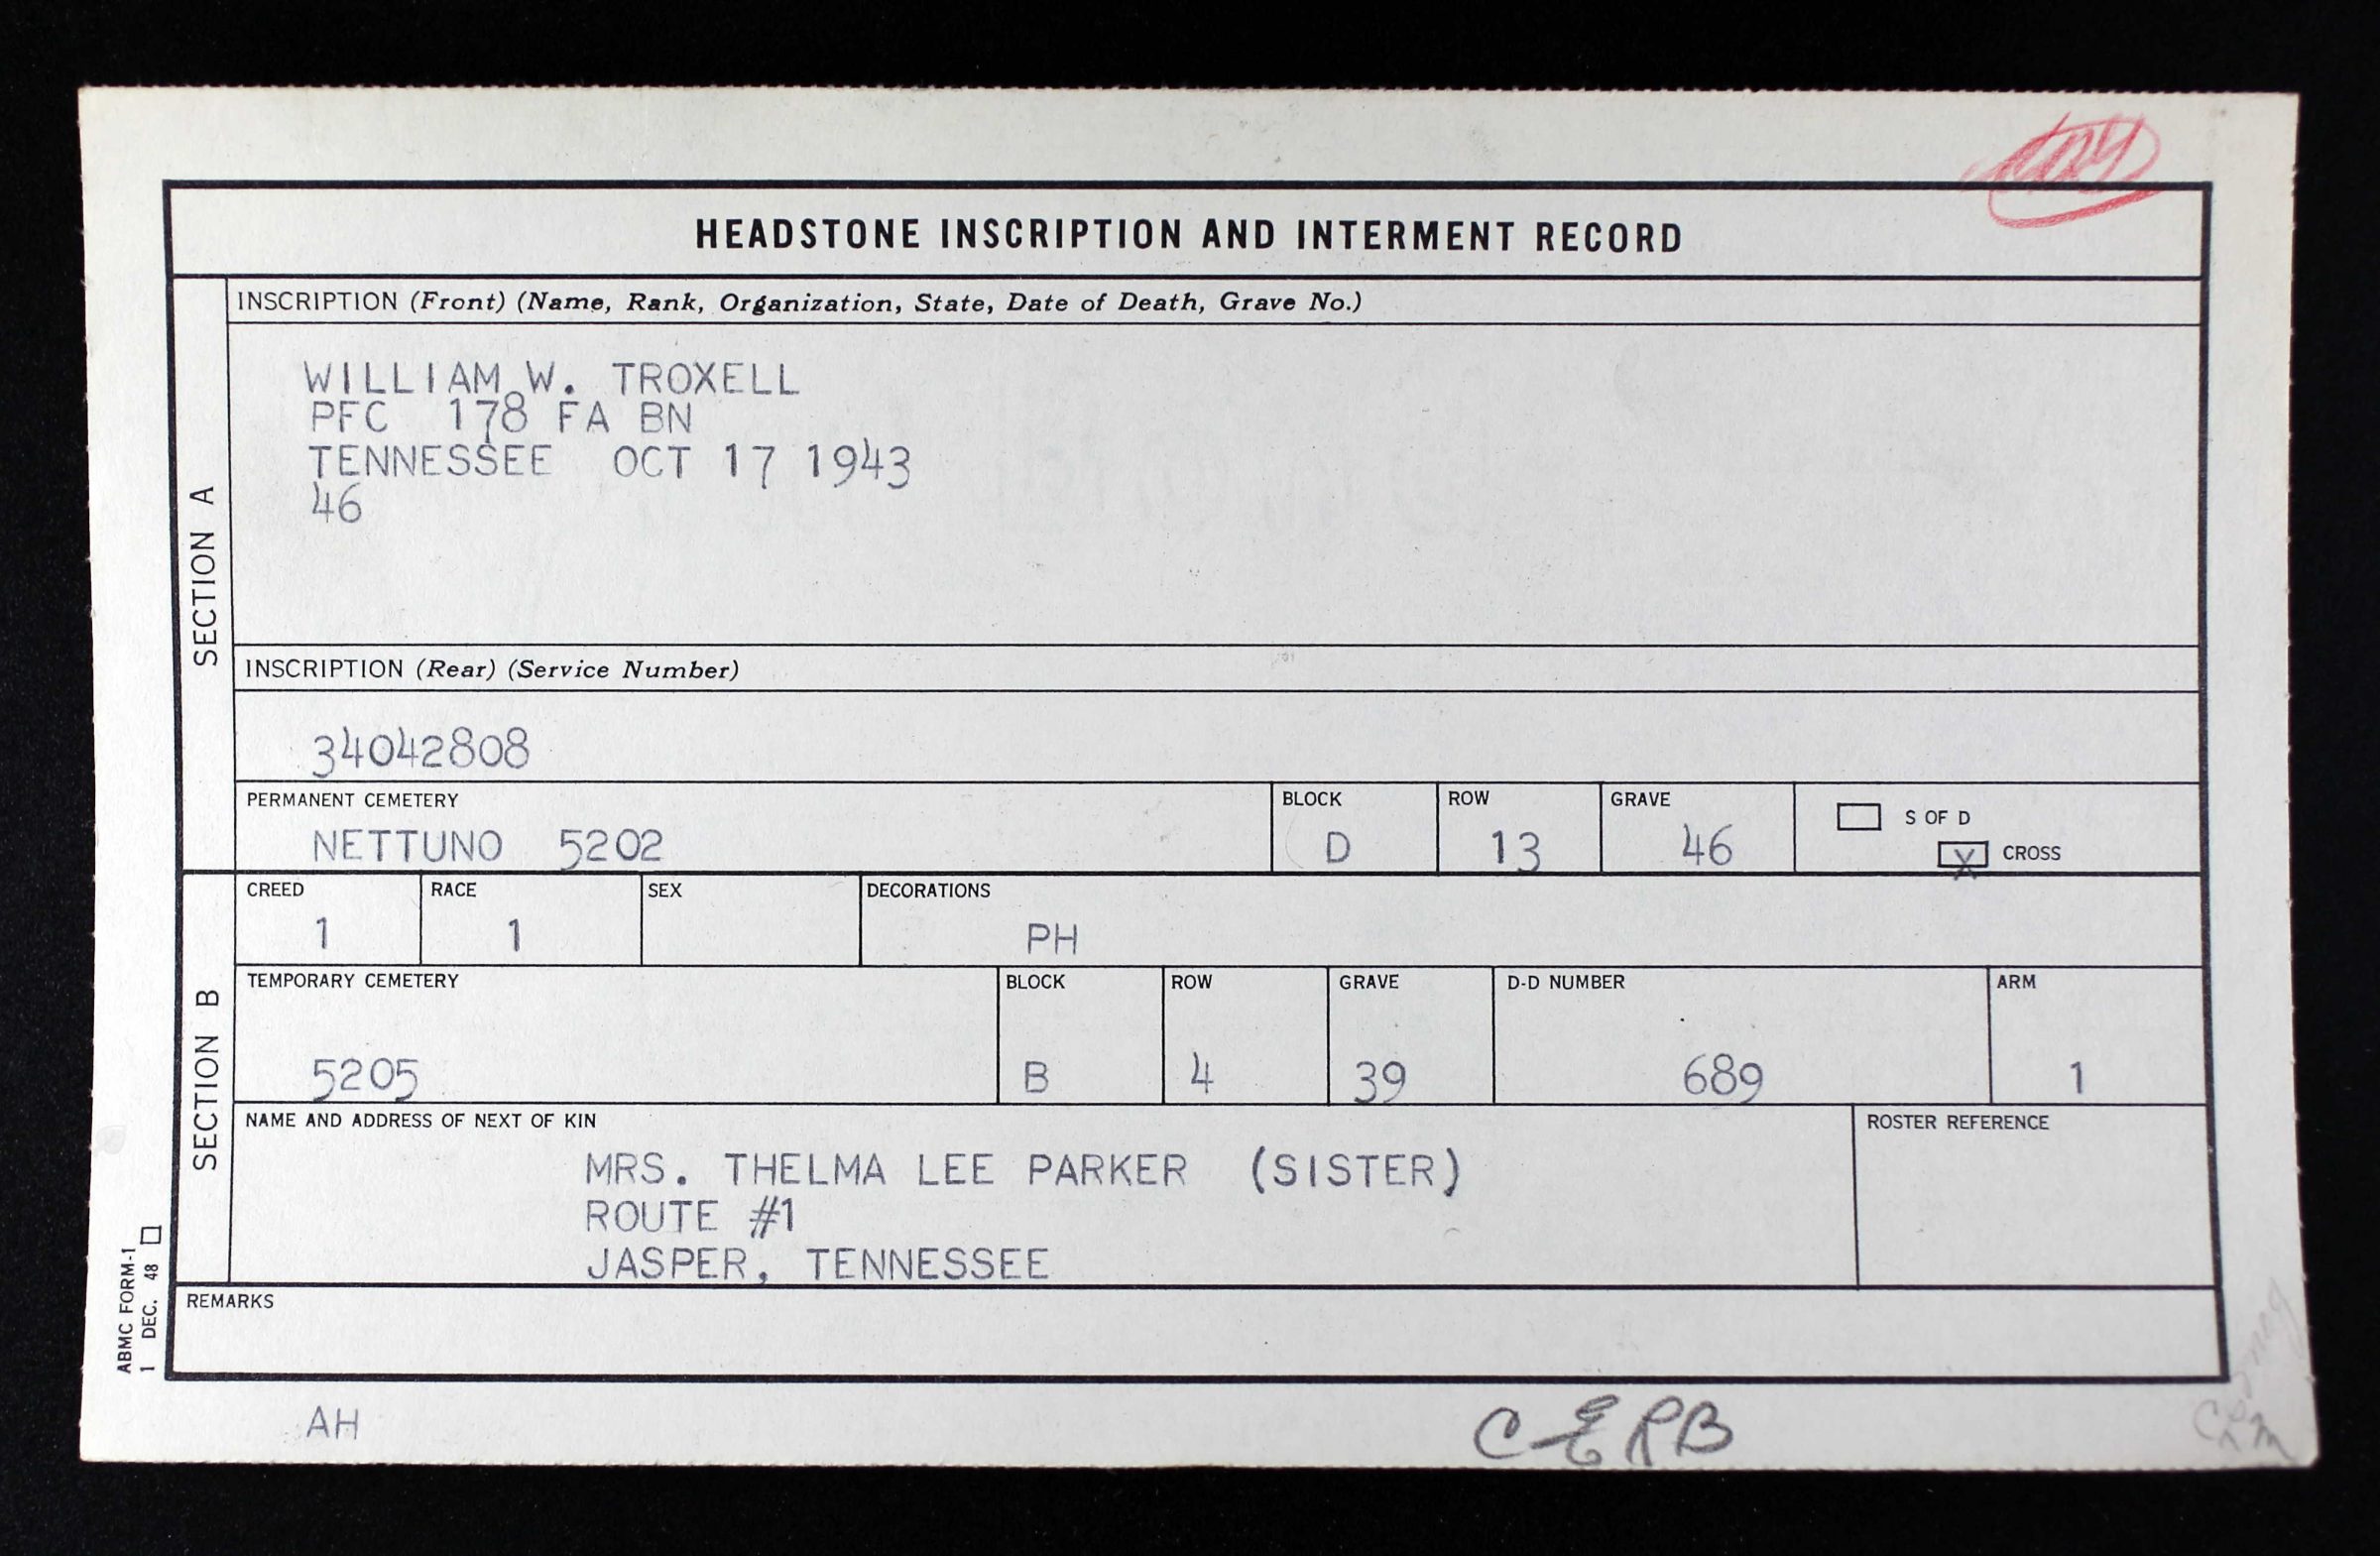 HEADSTONE INSCRIPTION AND INTERMENT RECORD
SECTION A
INSCRIPTION (Front) (Name, Rank, Organization, State, Date of Death, Grave No.)
WILLIAM W. TROXELL
PFC 178 FA BN
TENNESSEE OCT 17 1943
46
INSCRIPTION (Rear) (Service Number)
34042808
PERMANENT CEMETERY BLOCK ROW GRAVE S OF D
NETTUNO 5202 D 13 46 X CROSS
SECTION B
CREED RACE SEX DECORATIONS
1 1 PH
TEMPORARY CEMETERY BLOCK ROW GRAVE D-D NUMBER ARM
5205 B 4 39 689 1
NAME AND ADDRESS OF NEXT OF KIN ROSTER REFERENCE
MRS. THELMA LEE PARKER (SISTER)
ROUTE #1
JASPER, TENNESSEE
REMARKS
ABMC FORM-1
1 DEC. 48
AH
C E RB